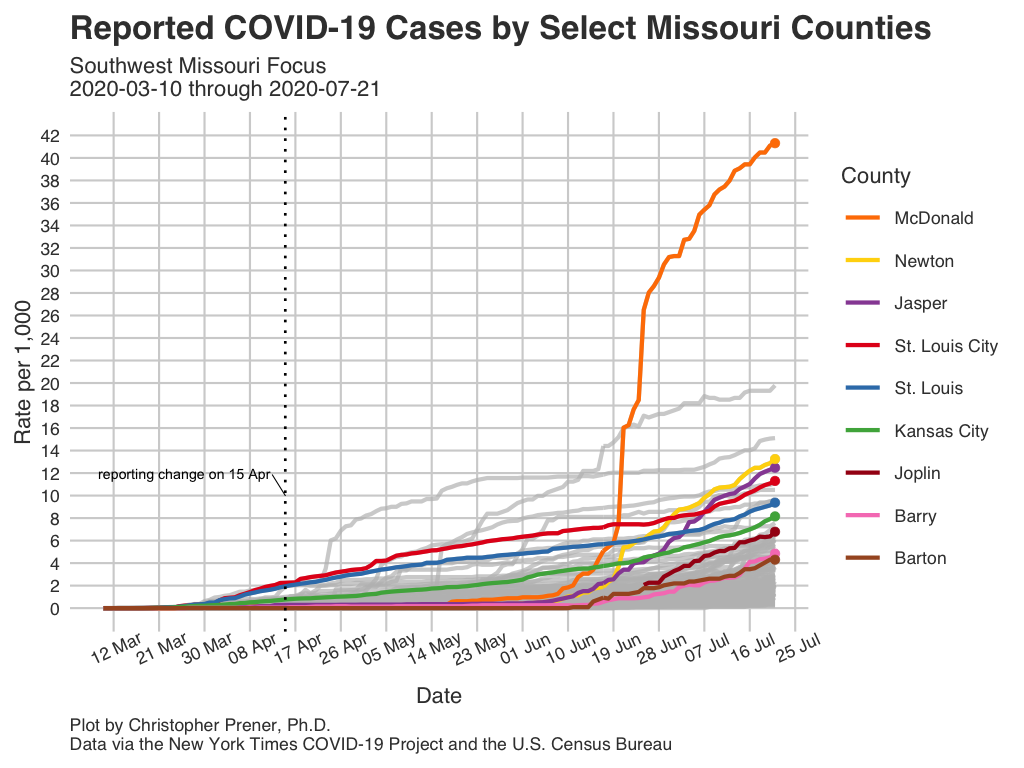 Reported COVID-19 Cases by Select Missouri Counties
Southwest Missouri Focus
2020-03-10 through 2020-07-21
42
40
38
36
34
32
30
28
26
24
22
20
18
16
14
12
10
8
6
4
2
0
Rate per 1,000
reporting change on 15 Apr
12 Mar
21 Mar
30 Mar
08 Apr
17 Apr
26 Apr
05 May
14 May
23 May
01 Jun
10 Jun
19 Jun
28 Jun
07 Jul
16 Jul
25 Jul
Date
County
McDonald
Newton
Jasper
St. Louis City
St. Louis
Kansas City
Joplin
Barry
Barton
Plot by Christopher Prener, Ph.D.
Data via the New York Times COVID-19 Project and the U.S. Census Bureau